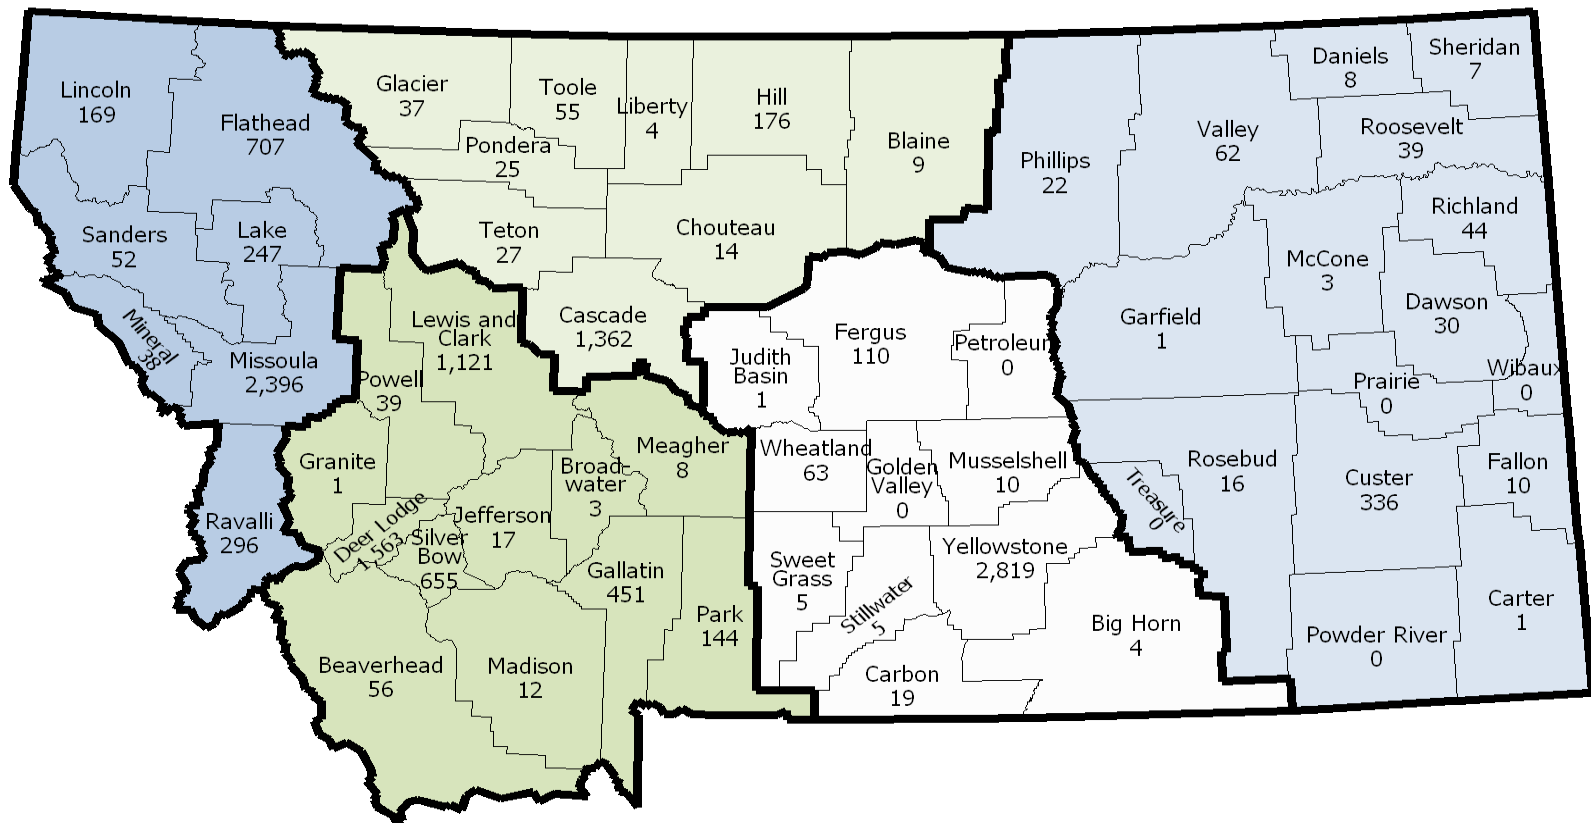 Lincoln
169
Flathead
707
Sanders
52
Lake
247
Mineral
38
Missoula
2,396
Ravalli
296
Glacier
37
Toole
55
Liberty
4
Hill
176
Blaine
9
Pondera
25
Teton
27
Chouteau
14
Cascade
1,362
Lewis and
Clark
1,121
Powell
39
Granite
1
Deer Lodge
1,563
Silver
Bow
655
Jefferson
17
Broad-
water
3
Meagher
8
Gallatin
451
Park
144
Beaverhead
56
Madison
12
Judith
Basin
1
Fergus
110
Petroleum
0
Wheatland
63
Golden
Valley
0
Musselshell
10
Sweet
Grass
5
Stillwater
5
Yellowstone
2,819
Carbon
19
Big Horn
4
Phillips
22
Valley
62
Daniels
8
Sheridan
7
Roosevelt
39
Richland
44
McCone
3
Garfield
1
Dawson
30
Prairie
0
Wibaux
0
Rosebud
16
Treasure
0
Custer
336
Fallon
10
Powder River
0
Carter
1